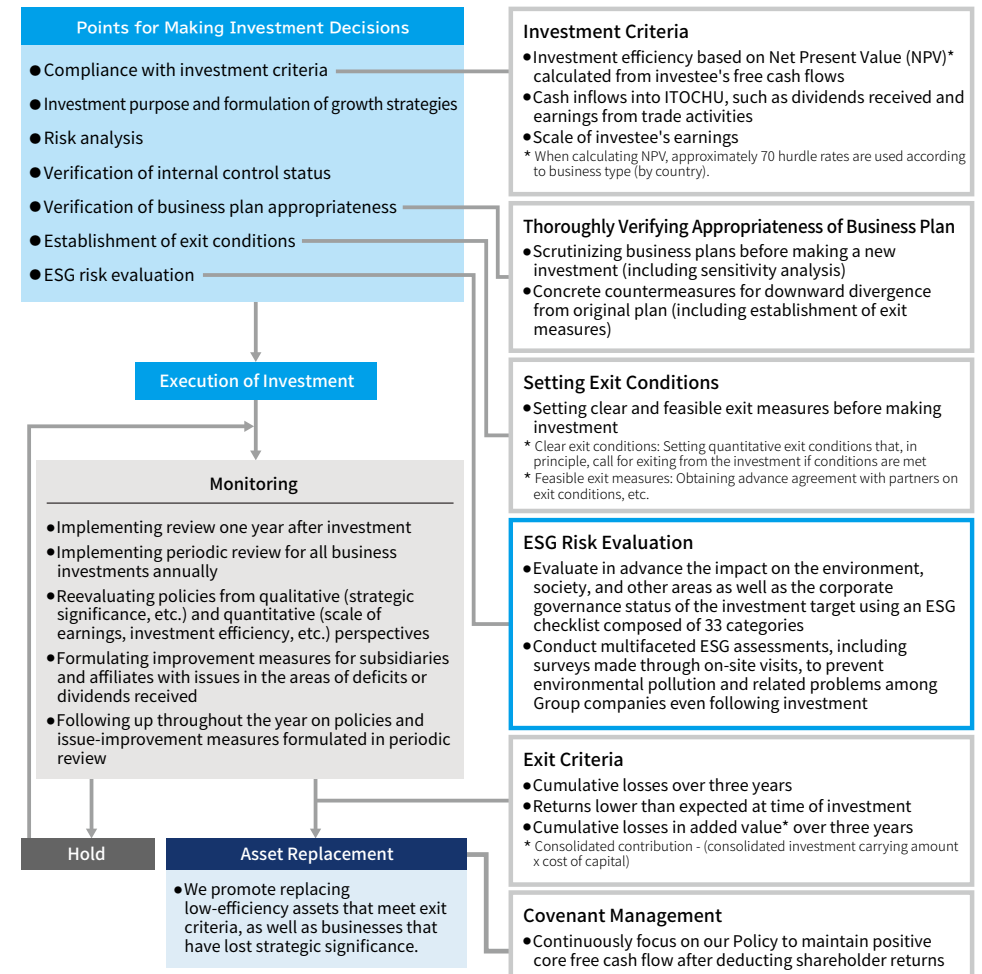 Points for Making Investment Decisions
●Compliance with investment criteria
●Investment purpose and formulation of growth strategies
●Risk analysis
●Verification of internal control status
●Verification of business plan appropriateness
●Establishment of exit conditions
●ESG risk evaluation
Execution of Investment
Monitoring
●Implementing review one year after investment
●Implementing periodic review for all business
investments annually
●Reevaluating policies from qualitative (strategic
significance, etc.) and quantitative (scale of
earnings, investment efficiency, etc.) perspectives
●Formulating improvement measures for subsidiaries
and affiliates with issues in the areas of deficits or
dividends received
●Following up throughout the year on policies and
issue-improvement measures formulated in periodic
review
Hold
Asset Replacement
●We promote replacing
low-efficiency assets that meet exit
criteria, as well as businesses that
have lost strategic significance.
Investment Criteria
●Investment efficiency based on Net Present Value (NPV)*
calculated from investee's free cash flows
●Cash inflows into ITOCHU, such as dividends received and
earnings from trade activities
●Scale of investee's earnings
* When calculating NPV, approximately 70 hurdle rates are used according
to business type (by country).
Thoroughly Verifying Appropriateness of Business Plan
●Scrutinizing business plans before making a new
investment (including sensitivity analysis)
●Concrete countermeasures for downward divergence
from original plan (including establishment of exit
measures)
Setting Exit Conditions
●Setting clear and feasible exit measures before making
investment
* Clear exit conditions: Setting quantitative exit conditions that, in
principle, call for exiting from the investment if conditions are met
* Feasible exit measures: Obtaining advance agreement with partners on
exit conditions, etc.
ESG Risk Evaluation
●Evaluate in advance the impact on the environment,
society, and other areas as well as the corporate
governance status of the investment target using an ESG
checklist composed of 33 categories
●Conduct multifaceted ESG assessments, including
surveys made through on-site visits, to prevent
environmental pollution and related problems among
Group companies even following investment
Exit Criteria
●Cumulative losses over three years
●Returns lower than expected at time of investment
●Cumulative losses in added value* over three years
* Consolidated contribution - (consolidated investment carrying amount
x cost of capital)
Covenant Management
●Continuously focus on our Policy to maintain positive
core free cash flow after deducting shareholder returns